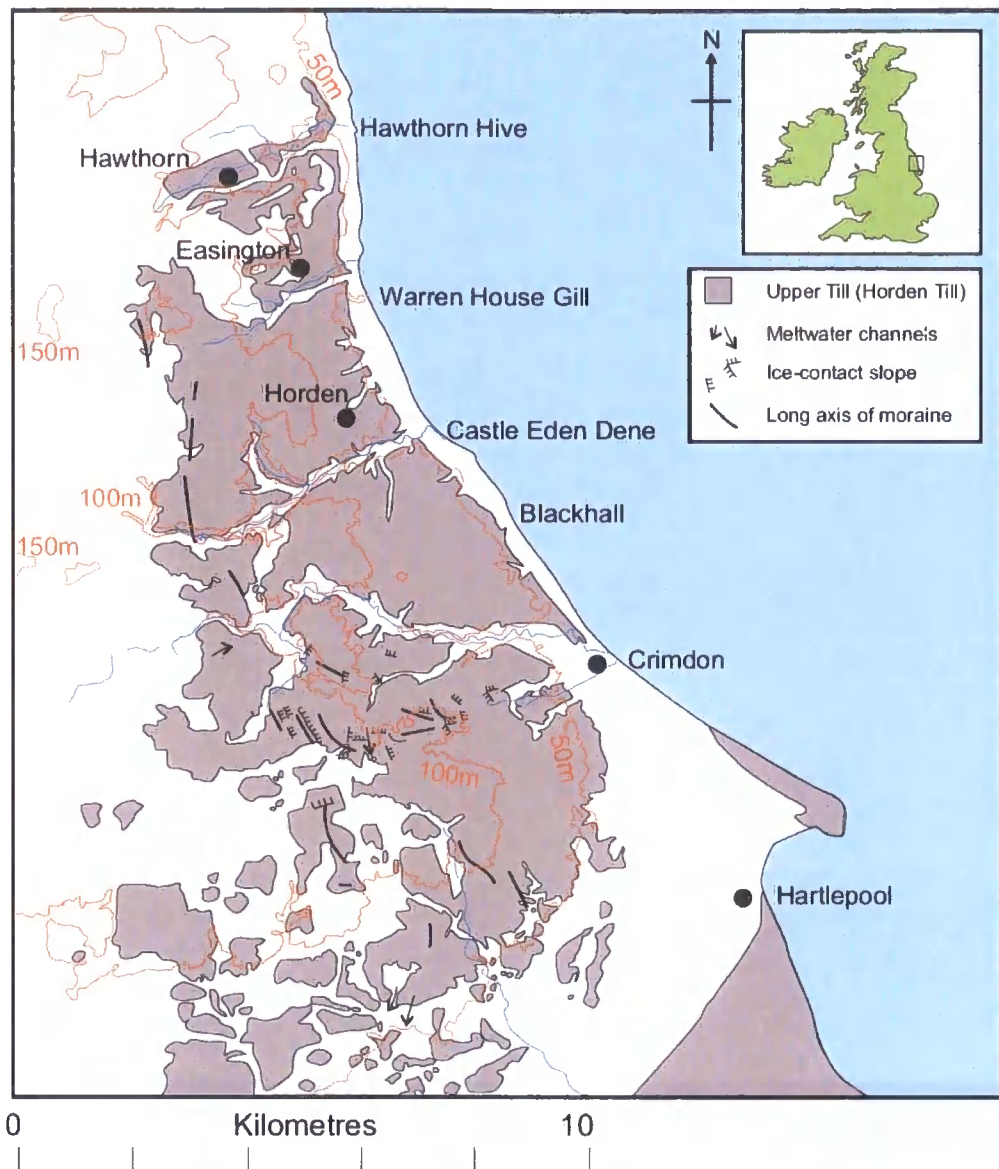 50m
N
Hawthorn Hive
Hawthorn
Easington
Warren House Gill
Upper Till (Horden Till)
Meltwater channels
Ice-contact slope
Long axis of moraine
150m
Horden
Castle Eden Dene
100m
Blackhall
150m
Crimdon
50m
100m
Hartlepool
0
Kilometres
10